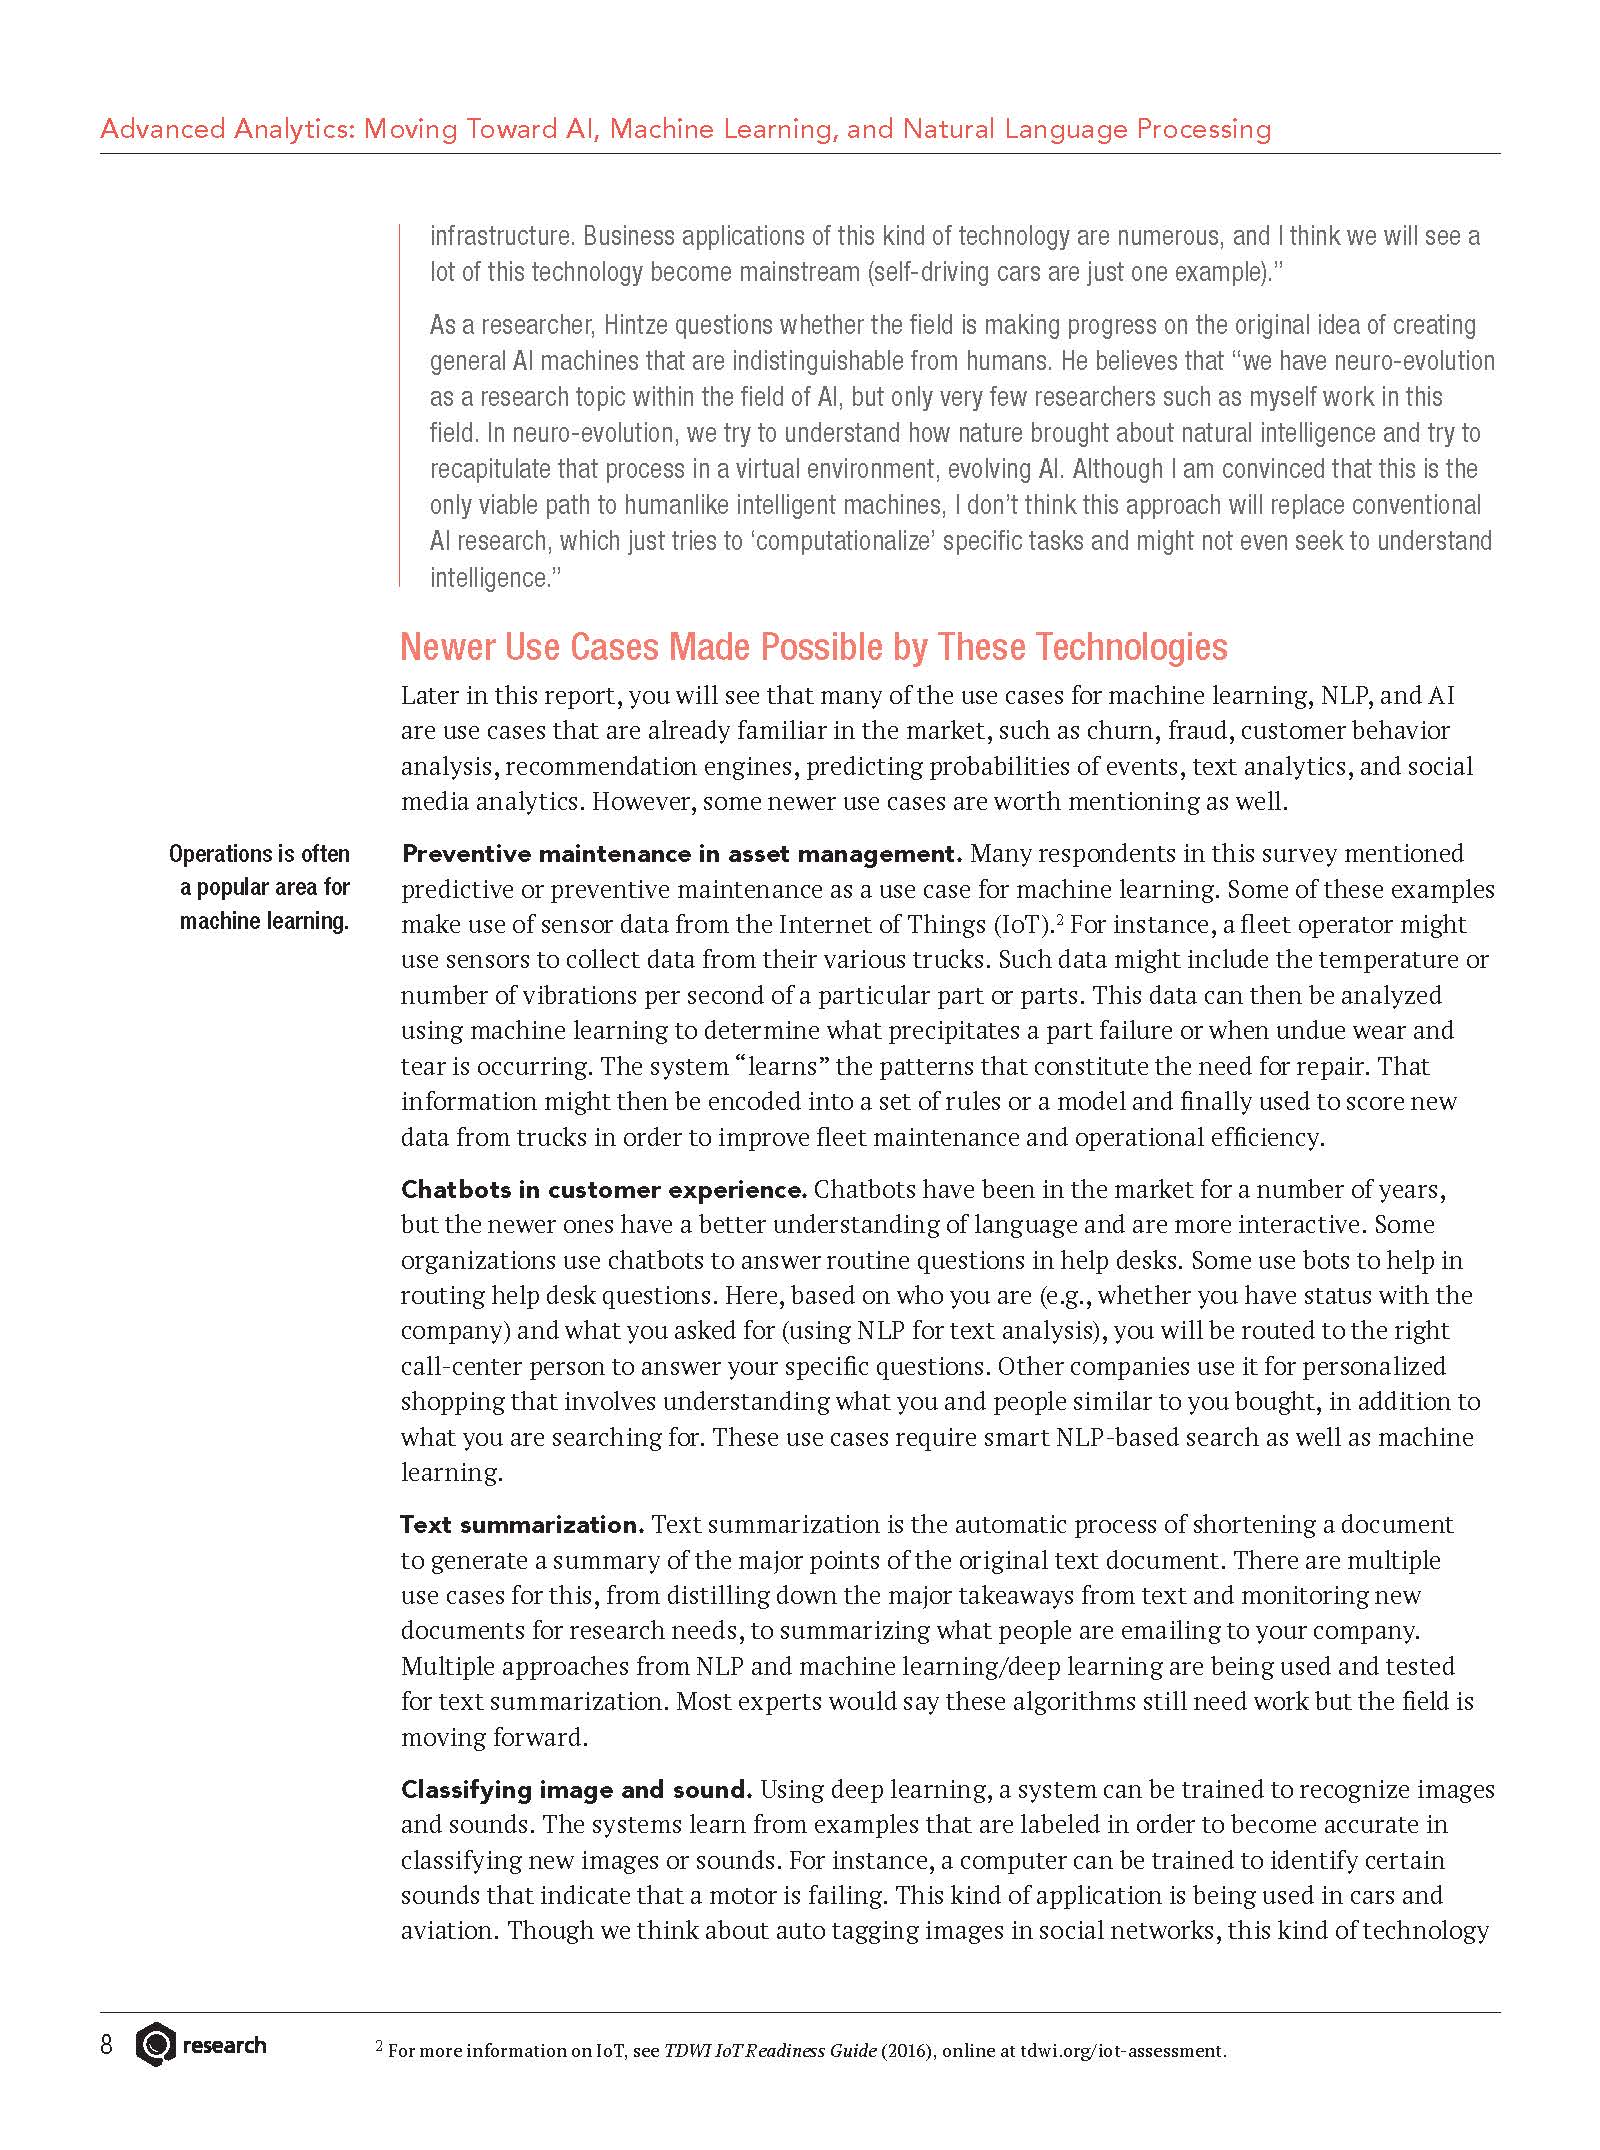 Advanced Analytics: Moving Toward AI, Machine Learning, and Natural Language Processing
infrastructure. Business applications of this kind of technology are numerous, and I think we will see a
lot of this technology become mainstream (self-driving cars are just one example).”
As a researcher, Hintze questions whether the field is making progress on the original idea of creating
general AI machines that are indistinguishable from humans. He believes that “we have neuro-evolution
as a research topic within the field of AI, but only very few researchers such as myself work in this
field. In neuro-evolution, we try to understand how nature brought about natural intelligence and try to
recapitulate that process in a virtual environment, evolving AI. Although I am convinced that this is the
only viable path to humanlike intelligent machines, I don’t think this approach will replace conventional
AI research, which just tries to ‘computationalize’ specific tasks and might not even seek to understand
intelligence.”
Newer Use Cases Made Possible by These Technologies
Later in this report, you will see that many of the use cases for machine learning, NLP, and AI
are use cases that are already familiar in the market, such as churn, fraud, customer behavior
analysis, recommendation engines, predicting probabilities of events, text analytics, and social
media analytics. However, some newer use cases are worth mentioning as well.
Operations is often
a popular area for
machine learning.
Preventive maintenance in asset management. Many respondents in this survey mentioned
predictive or preventive maintenance as a use case for machine learning. Some of these examples
make use of sensor data from the Internet of Things (IoT).² For instance, a fleet operator might
use sensors to collect data from their various trucks. Such data might include the temperature or
number of vibrations per second of a particular part or parts. This data can then be analyzed
using machine learning to determine what precipitates a part failure or when undue wear and
tear is occurring. The system “learns” the patterns that constitute the need for repair. That
information might then be encoded into a set of rules or a model and finally used to score new
data from trucks in order to improve fleet maintenance and operational efficiency.
Chatbots in customer experience. Chatbots have been in the market for a number of years,
but the newer ones have a better understanding of language and are more interactive. Some
organizations use chatbots to answer routine questions in help desks. Some use bots to help in
routing help desk questions. Here, based on who you are (e.g., whether you have status with the
company) and what you asked for (using NLP for text analysis), you will be routed to the right
call-center person to answer your specific questions. Other companies use it for personalized
shopping that involves understanding what you and people similar to you bought, in addition to
what you are searching for. These use cases require smart NLP-based search as well as machine
learning.
Text summarization. Text summarization is the automatic process of shortening a document
to generate a summary of the major points of the original text document. There are multiple
use cases for this, from distilling down the major takeaways from text and monitoring new
documents for research needs, to summarizing what people are emailing to your company.
Multiple approaches from NLP and machine learning/deep learning are being used and tested
for text summarization. Most experts would say these algorithms still need work but the field is
moving forward.
Classifying image and sound. Using deep learning, a system can be trained to recognize images
and sounds. The systems learn from examples that are labeled in order to become accurate in
classifying new images or sounds. For instance, a computer can be trained to identify certain
sounds that indicate that a motor is failing. This kind of application is being used in cars and
aviation. Though we think about auto tagging images in social networks, this kind of technology
8 research
² For more information on IoT, see TDWI IoT Readiness Guide (2016), online at tdwi.org/iot-assessment.